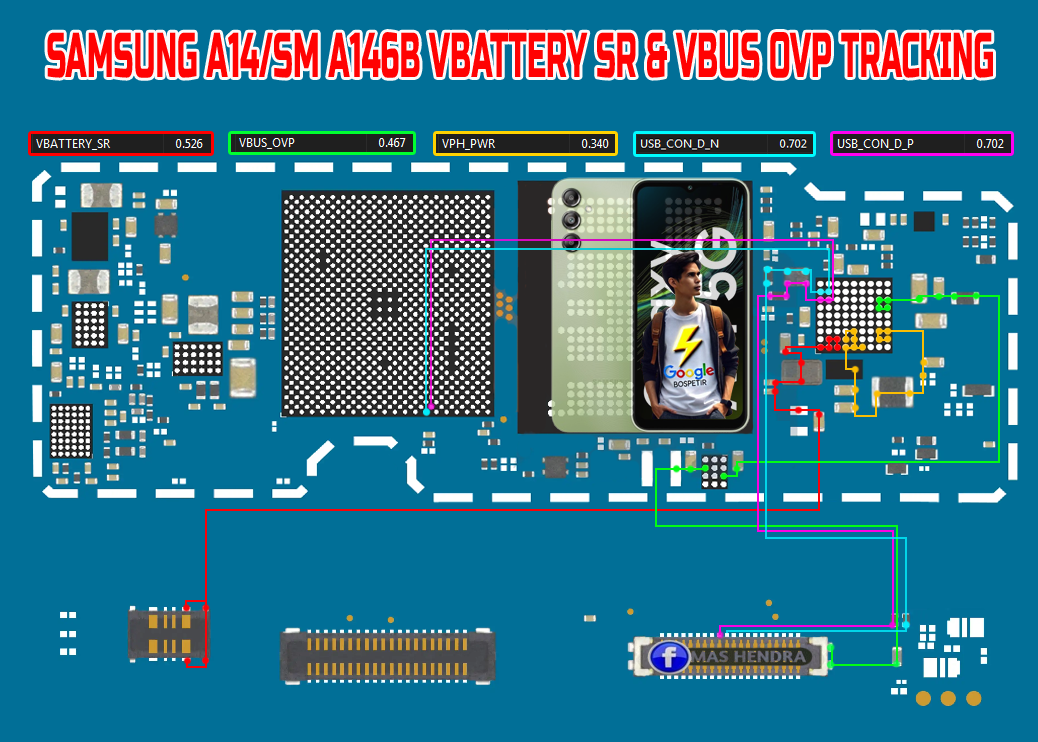 SAMSUNG A14/SM A146B VBATTERY SR & VBUS OVP TRACKING
VBATTERY_SR 0.526
VBUS_OVP 0.467
VPH_PWR 0.340
USB_CON_D_N 0.702
USB_CON_D_P 0.702
5G
Google
BOSPETIR
f MAS HENDRA